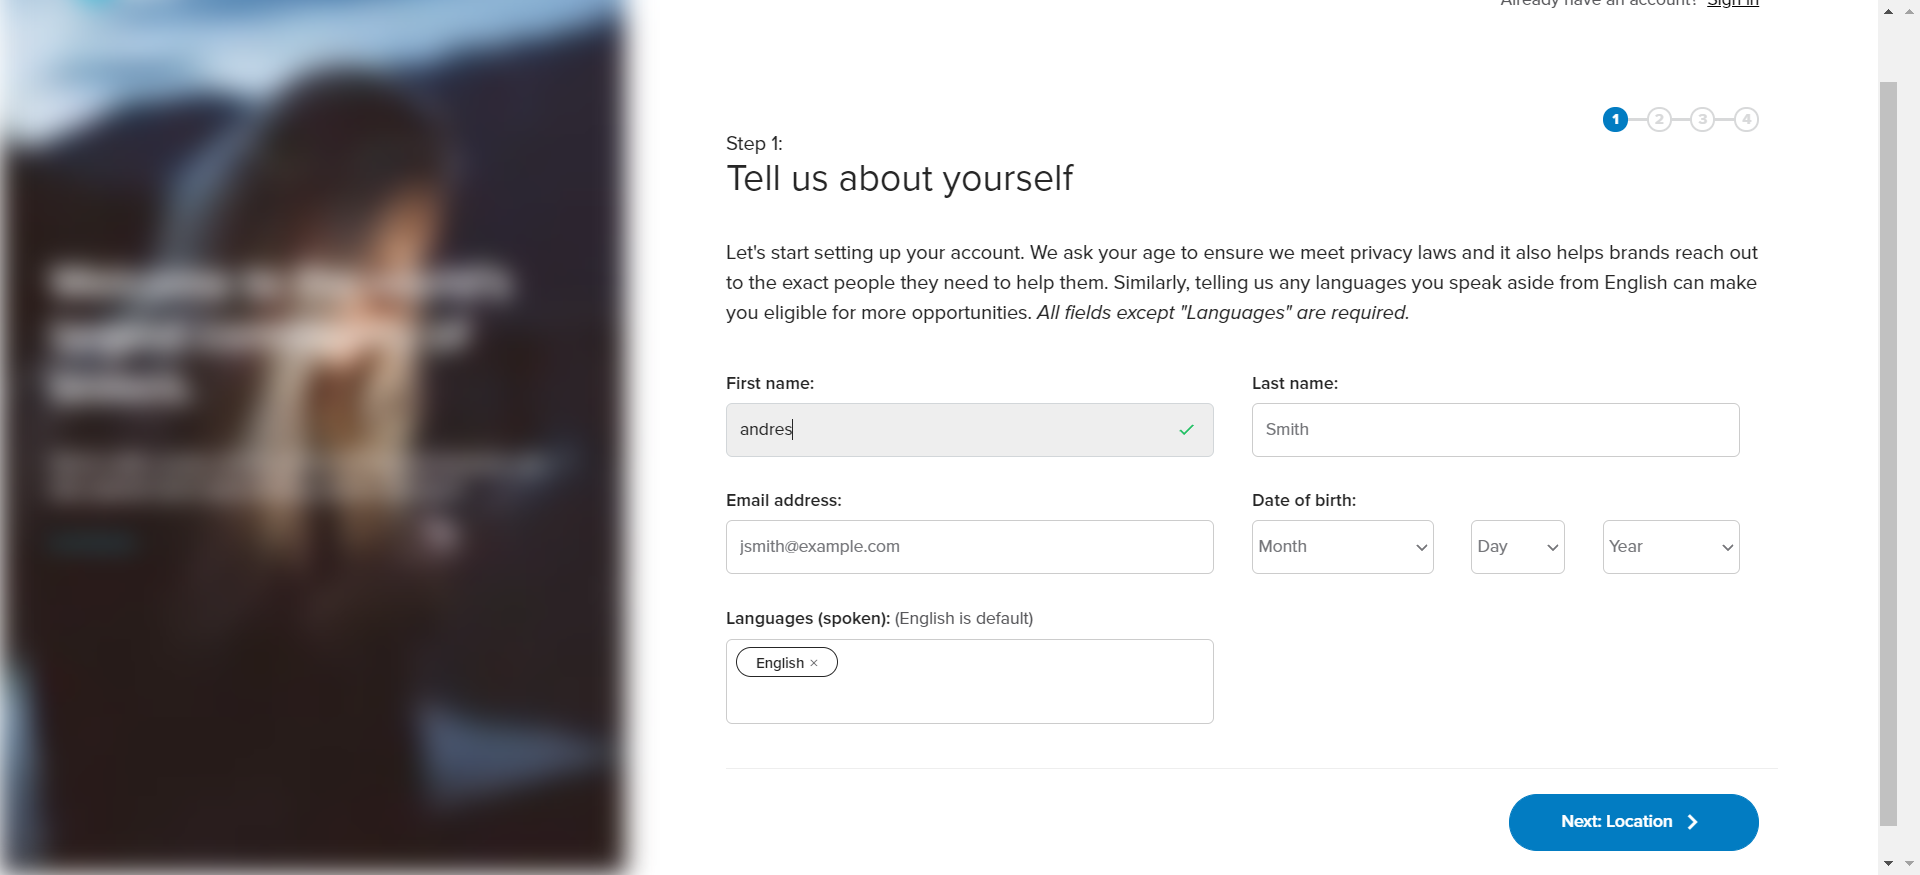 Already have an account? Sign in
1 2 3 4
Step 1:
Tell us about yourself
Let's start setting up your account. We ask your age to ensure we meet privacy laws and it also helps brands reach out
to the exact people they need to help them. Similarly, telling us any languages you speak aside from English can make
you eligible for more opportunities. All fields except "Languages" are required.
First name:
Last name:
andres
Smith
Email address:
Date of birth:
jsmith@example.com
Month
Day
Year
Languages (spoken): (English is default)
English ×
Next: Location